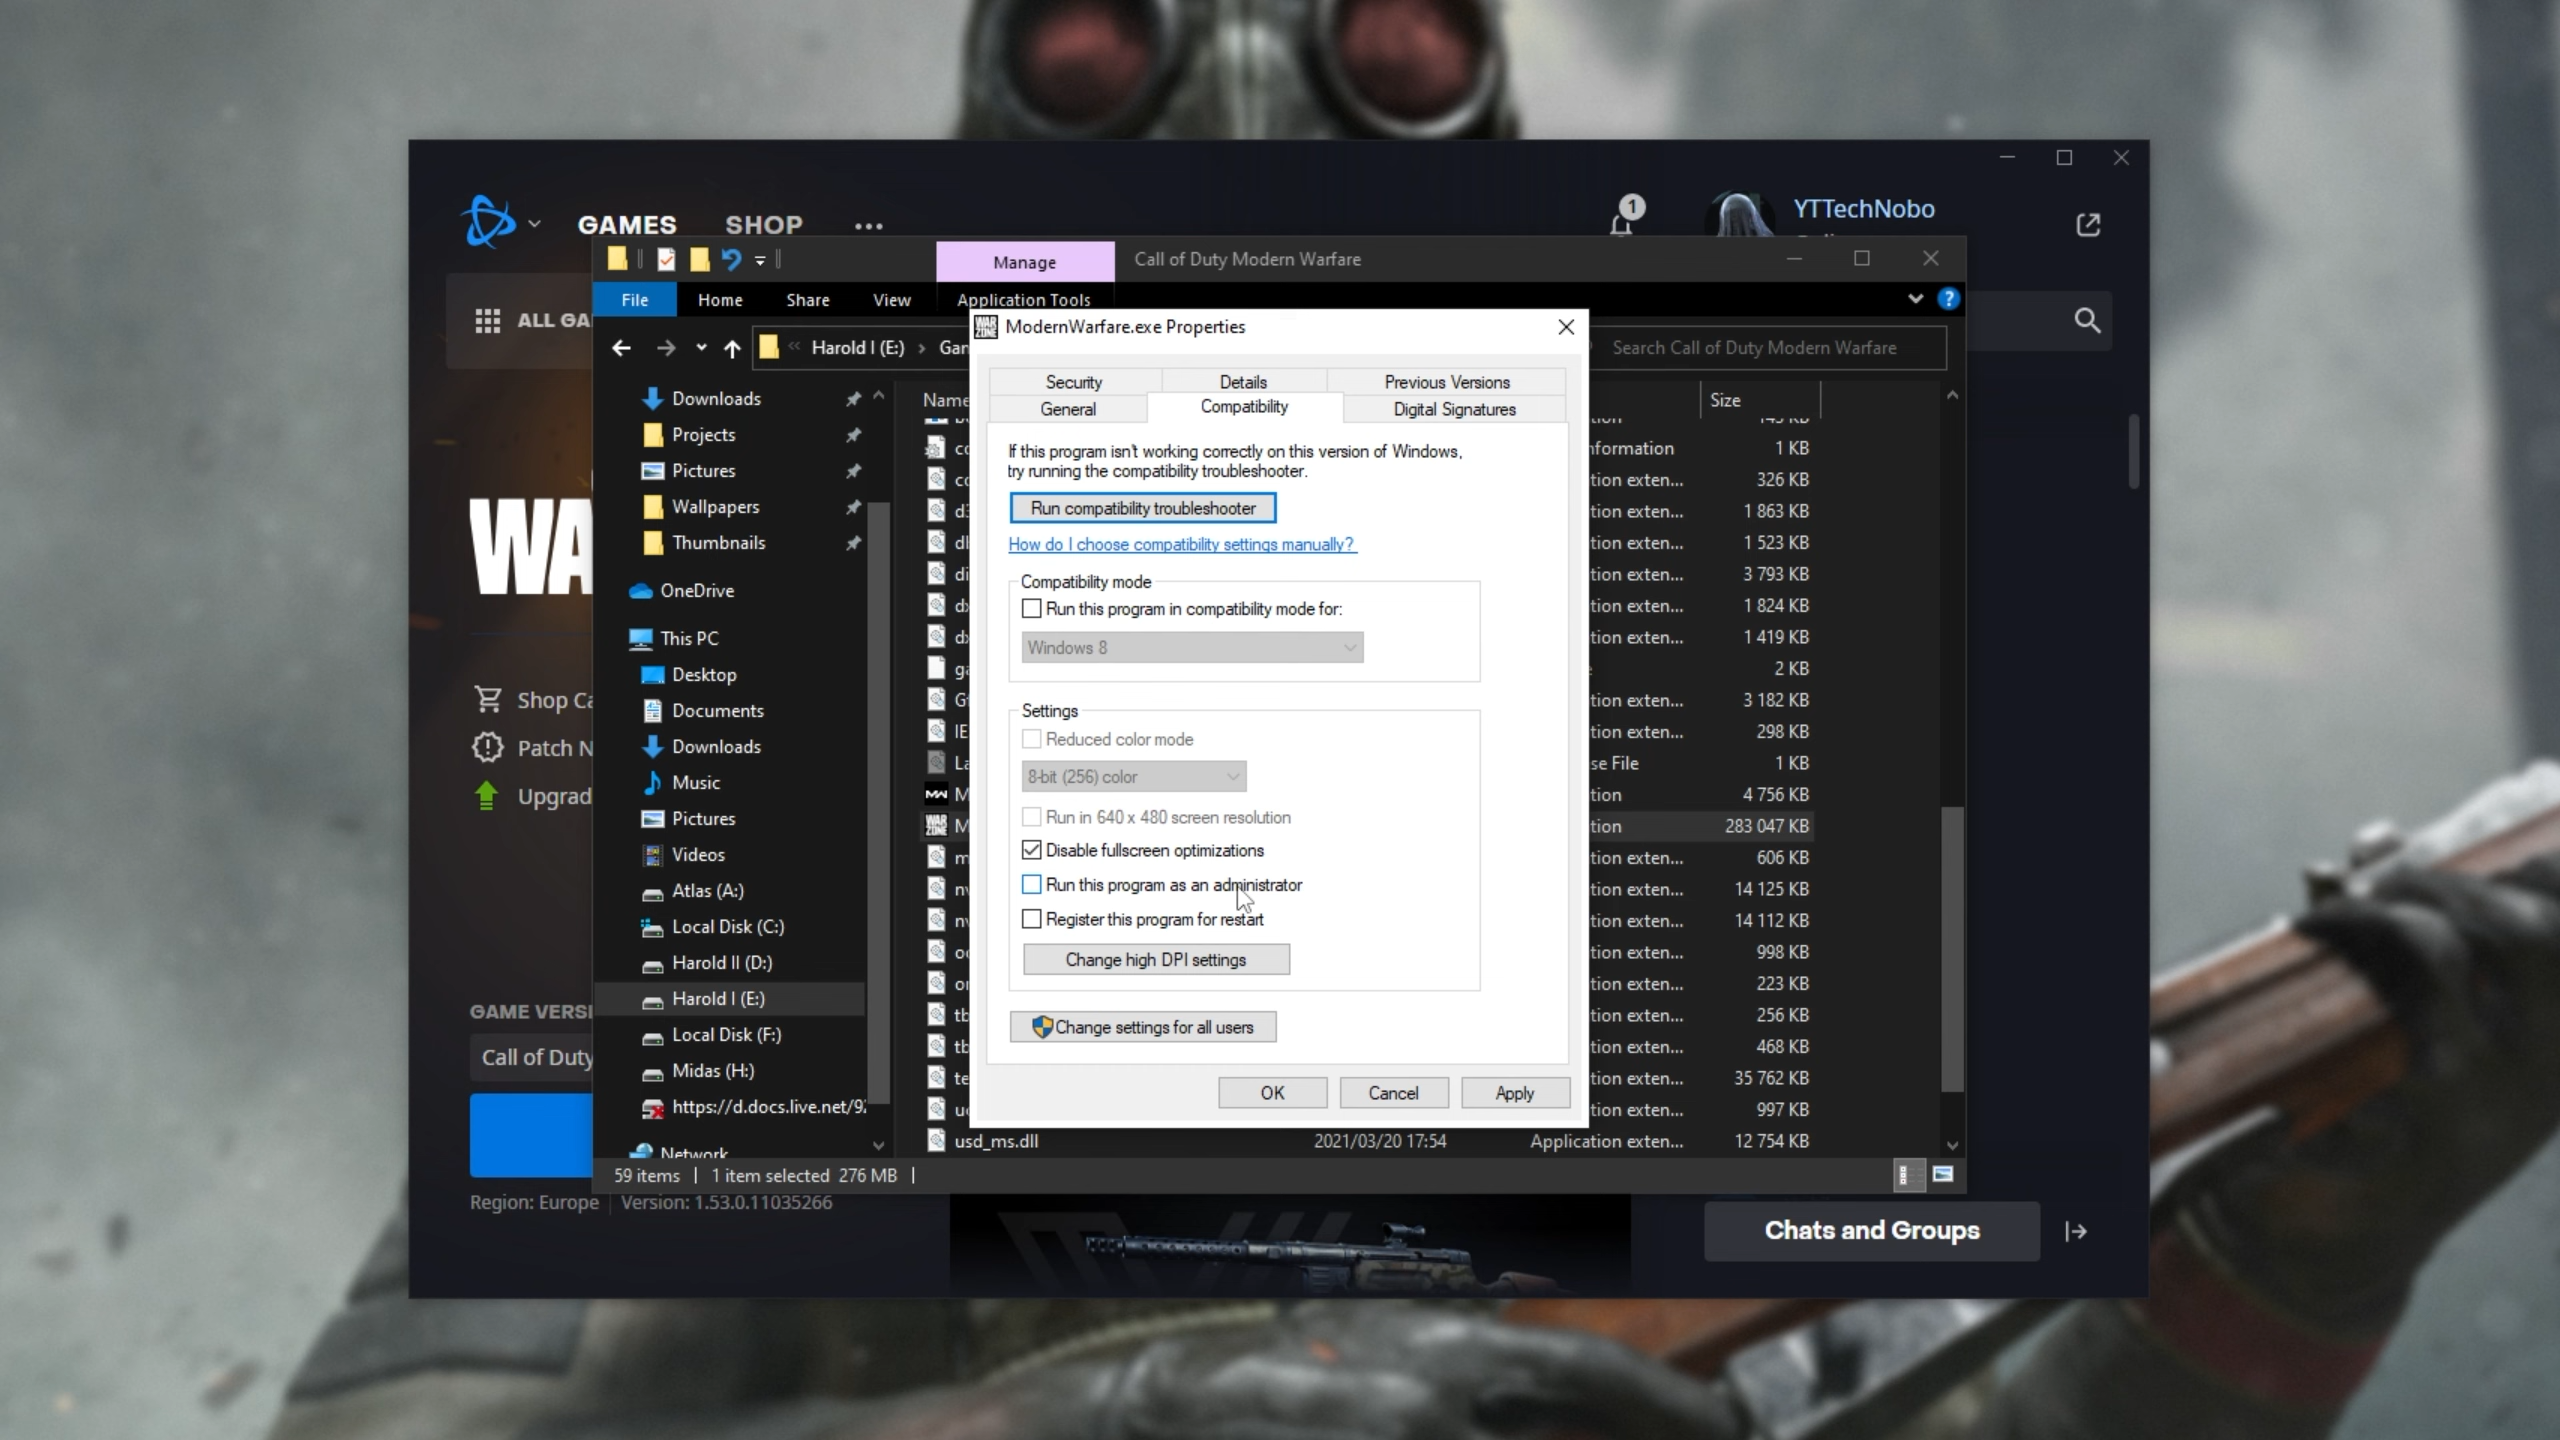 GAMES
SHOP
1
YTTechNobo
Manage
Call of Duty Modern Warfare
File
Home
Share
View
Application Tools
?
ALL GA
Harold I (E:)
Search Call of Duty Modern Warfare
Downloads
Projects
Pictures
Wallpapers
Thumbnails
OneDrive
This PC
Desktop
Documents
Downloads
Music
Pictures
Videos
Atlas (A:)
Local Disk (C:)
Harold II (D:)
Harold I (E:)
Local Disk (F:)
Midas (H:)
https://d.docs.live.net/9
Network
WA
Shop Ca
Patch N
Upgrad
GAME VERSI
Call of Duty
Region: Europe
Version: 1.53.0.11035266
Name
WAR ZONE
ModernWarfare.exe Properties
Security
Details
Previous Versions
General
Compatibility
Digital Signatures
If this program isn't working correctly on this version of Windows,
try running the compatibility troubleshooter.
Run compatibility troubleshooter
How do I choose compatibility settings manually?
Compatibility mode
Run this program in compatibility mode for:
Windows 8
Settings
Reduced color mode
8-bit (256) color
Run in 640 x 480 screen resolution
Disable fullscreen optimizations
Run this program as an administrator
Register this program for restart
Change high DPI settings
Change settings for all users
OK
Cancel
Apply
Size
nformation 1 KB
tion exten... 326 KB
tion exten... 1 863 KB
tion exten... 1 523 KB
tion exten... 3 793 KB
tion exten... 1 824 KB
tion exten... 1 419 KB
2 KB
tion exten... 3 182 KB
tion exten... 298 KB
se File 1 KB
tion 4 756 KB
tion 283 047 KB
tion exten... 606 KB
tion exten... 14 125 KB
tion exten... 14 112 KB
tion exten... 998 KB
tion exten... 223 KB
tion exten... 256 KB
tion exten... 468 KB
tion exten... 35 762 KB
tion exten... 997 KB
usd_ms.dll 2021/03/20 17:54 Application exten... 12 754 KB
59 items
1 item selected 276 MB
Chats and Groups